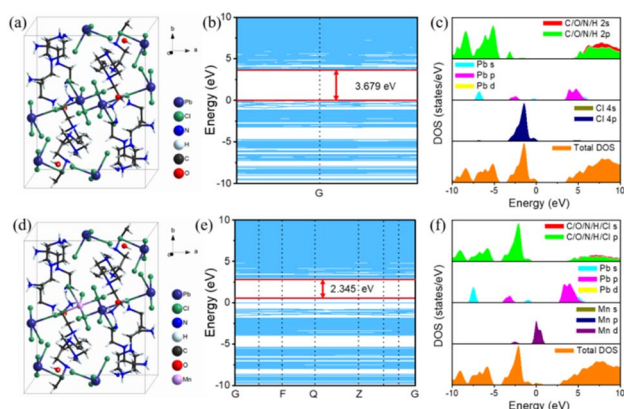 (a)
b
a
Pb
Cl
N
H
C
O
(b)
Energy (eV)
10
5
0
-5
-10
3.679 eV
G
(c)
DOS (states/eV)
C/O/N/H 2s
C/O/N/H 2p
Pb s
Pb p
Pb d
Cl 4s
Cl 4p
Total DOS
-10 -5 0 5 10
Energy (eV)
(d)
b
a
Pb
Cl
N
H
C
O
Mn
(e)
Energy (eV)
10
5
0
-5
-10
2.345 eV
G F Q Z G
(f)
DOS (states/eV)
C/O/N/H/Cl s
C/O/N/H/Cl p
Pb s
Pb p
Pb d
Mn s
Mn p
Mn d
Total DOS
-10 -5 0 5 10
Energy (eV)